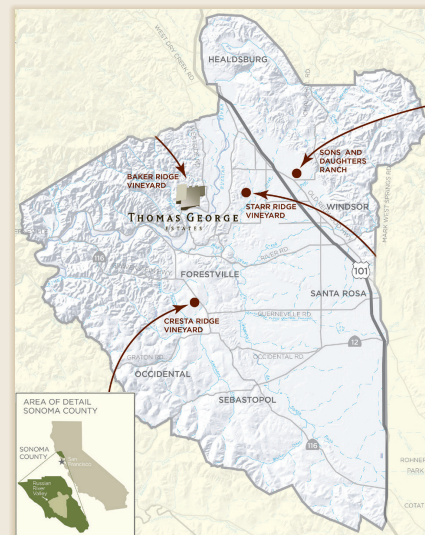 WEST DRY CREEK RD
HEALDSBURG
SONS AND
DAUGHTERS
RANCH
BAKER RIDGE
VINEYARD
THOMAS GEORGE
ESTATES
STARR RIDGE
VINEYARD
WINDSOR
MARK WEST SPRINGS RD
RIVER RD
116
FORESTVILLE
101
SANTA ROSA
CRESTA RIDGE
VINEYARD
GUERNEVILLE RD
12
GRATON RD
OCCIDENTAL RD
OCCIDENTAL
SEBASTOPOL
116
ROHNER
PARK
COTAT
AREA OF DETAIL
SONOMA COUNTY
SONOMA
COUNTY
San
Francisco
Russian
River
Valley